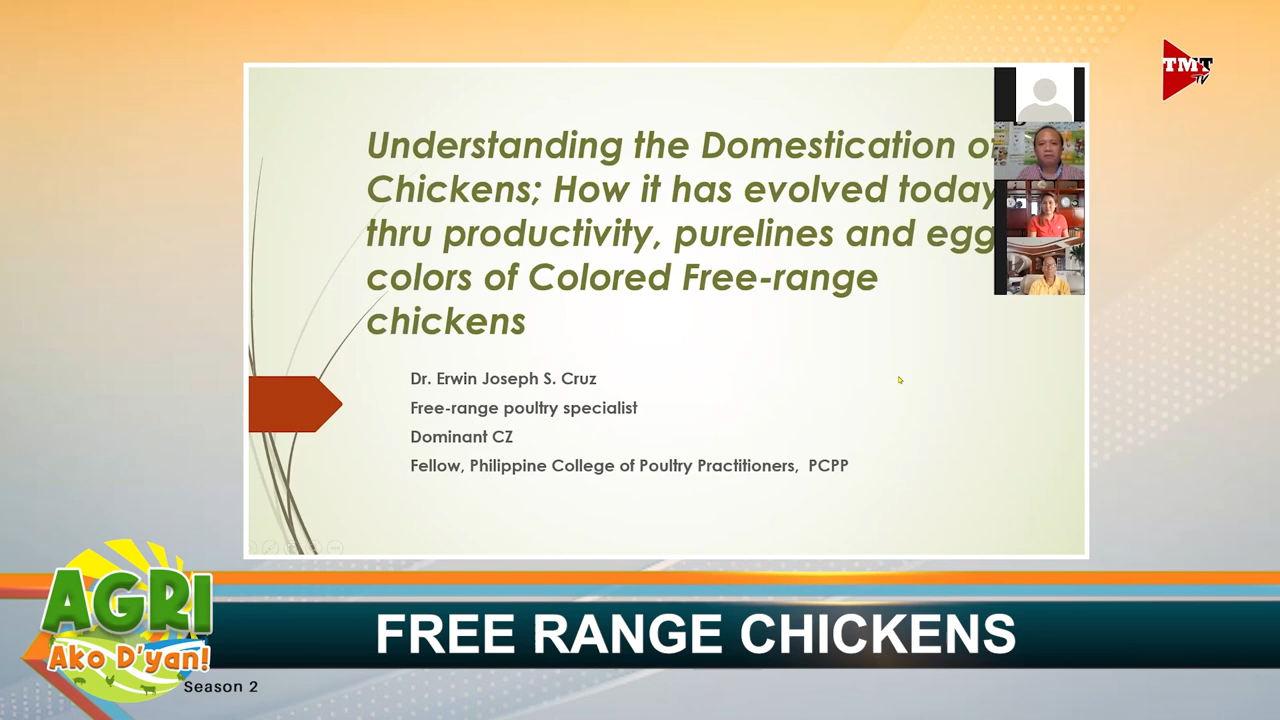 TMT
TV
Understanding the Domestication of
Chickens; How it has evolved today
thru productivity, purelines and egg
colors of Colored Free-range
chickens
Dr. Erwin Joseph S. Cruz
Free-range poultry specialist
Dominant CZ
Fellow, Philippine College of Poultry Practitioners, PCPP
AGRI
Ako D'yan!
Season 2
FREE RANGE CHICKENS